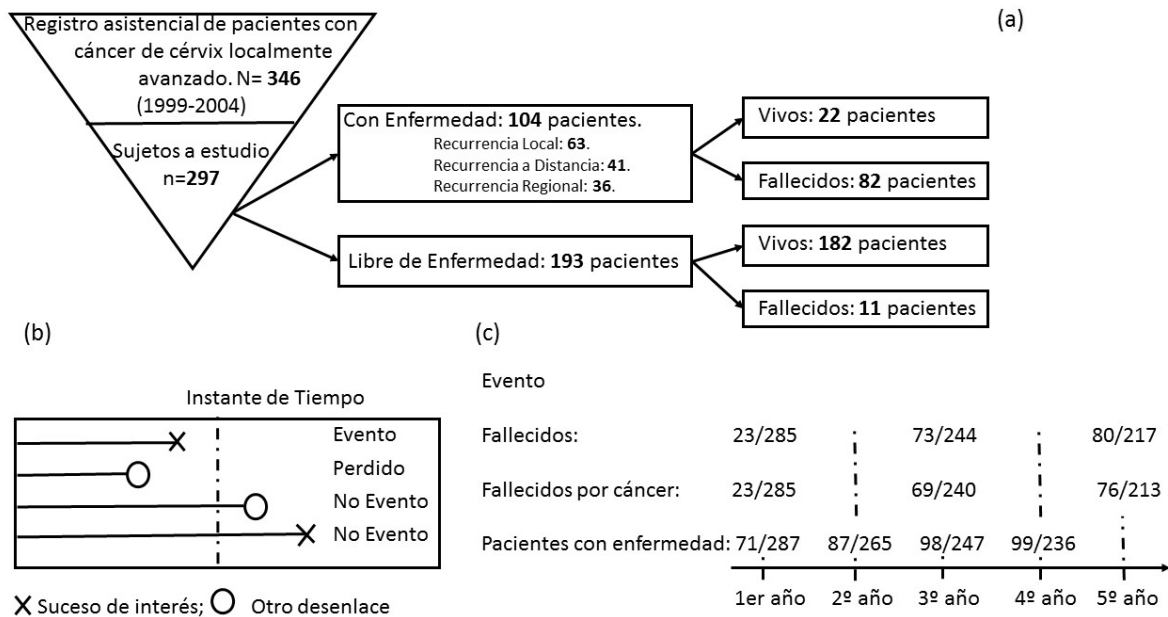 (a)
Registro asistencial de pacientes con
cáncer de cérvix localmente
avanzado. N= 346
(1999-2004)
Sujetos a estudio
n=297
Con Enfermedad: 104 pacientes.
Recurrencia Local: 63.
Recurrencia a Distancia: 41.
Recurrencia Regional: 36.
Libre de Enfermedad: 193 pacientes
Vivos: 22 pacientes
Fallecidos: 82 pacientes
Vivos: 182 pacientes
Fallecidos: 11 pacientes
(b)
Instante de Tiempo
Evento
Perdido
No Evento
No Evento
Suceso de interés; Otro desenlace
(c)
Evento
Fallecidos: 23/285 73/244 80/217
Fallecidos por cáncer: 23/285 69/240 76/213
Pacientes con enfermedad: 71/287 87/265 98/247 99/236
1er año 2º año 3º año 4º año 5º año